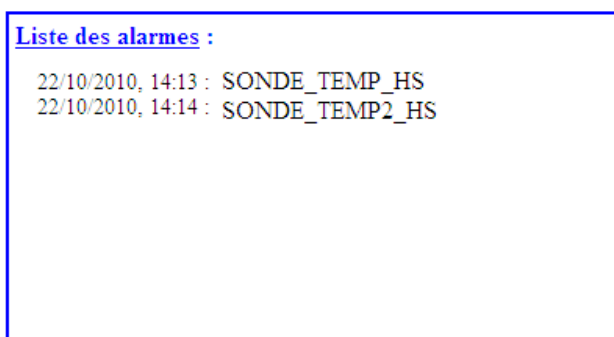 Liste des alarmes :
22/10/2010, 14:13 : SONDE_TEMP_HS
22/10/2010, 14:14 : SONDE_TEMP2_HS